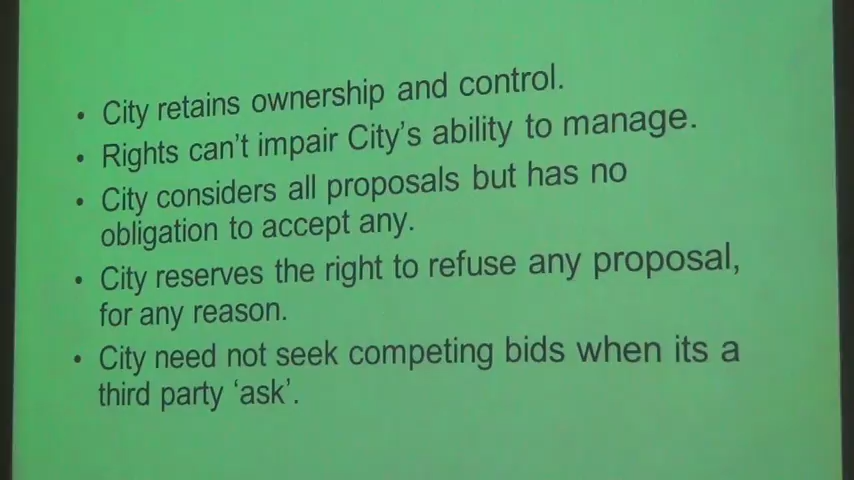 • City retains ownership and control.
• Rights can't impair City's ability to manage.
• City considers all proposals but has no
obligation to accept any.
• City reserves the right to refuse any proposal,
for any reason.
• City need not seek competing bids when its a
third party ‘ask’.